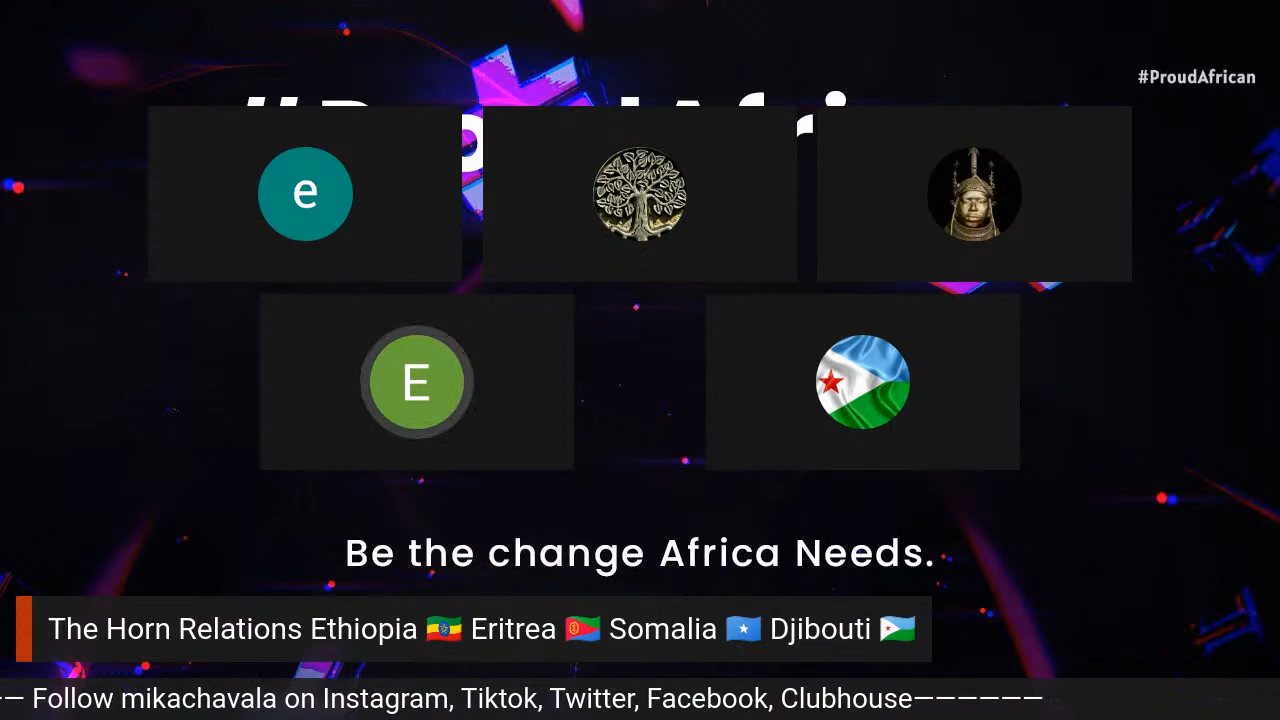 #ProudAfrican
e
E
Be the change Africa Needs.
The Horn Relations Ethiopia 🇪🇹 Eritrea 🇪🇷 Somalia 🇸🇴 Djibouti 🇩🇯
—— Follow mikachavala on Instagram, Tiktok, Twitter, Facebook, Clubhouse——————